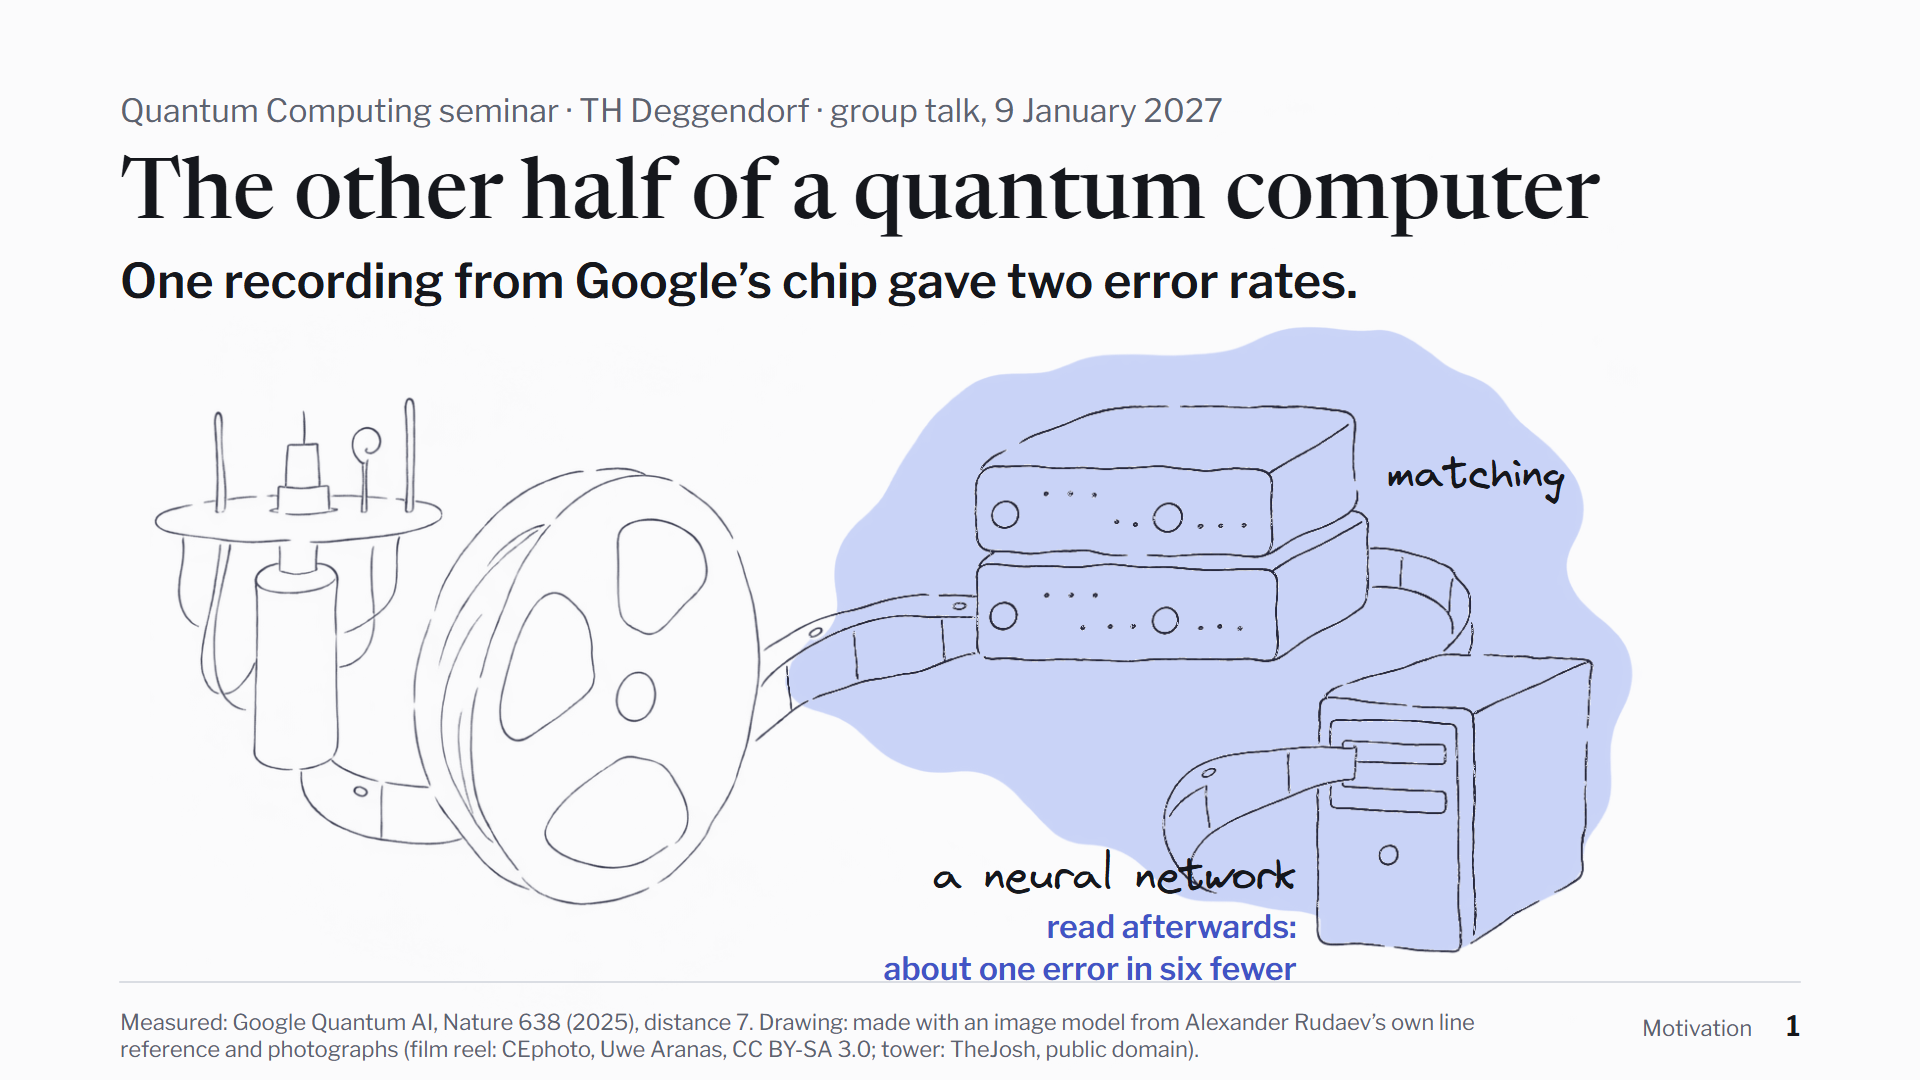 Quantum Computing seminar · TH Deggendorf · group talk, 9 January 2027
The other half of a quantum computer
One recording from Google’s chip gave two error rates.
matching
a neural network
read afterwards:
about one error in six fewer
Measured: Google Quantum AI, Nature 638 (2025), distance 7. Drawing: made with an image model from Alexander Rudaev’s own line
reference and photographs (film reel: CEphoto, Uwe Aranas, CC BY-SA 3.0; tower: TheJosh, public domain).
Motivation 1